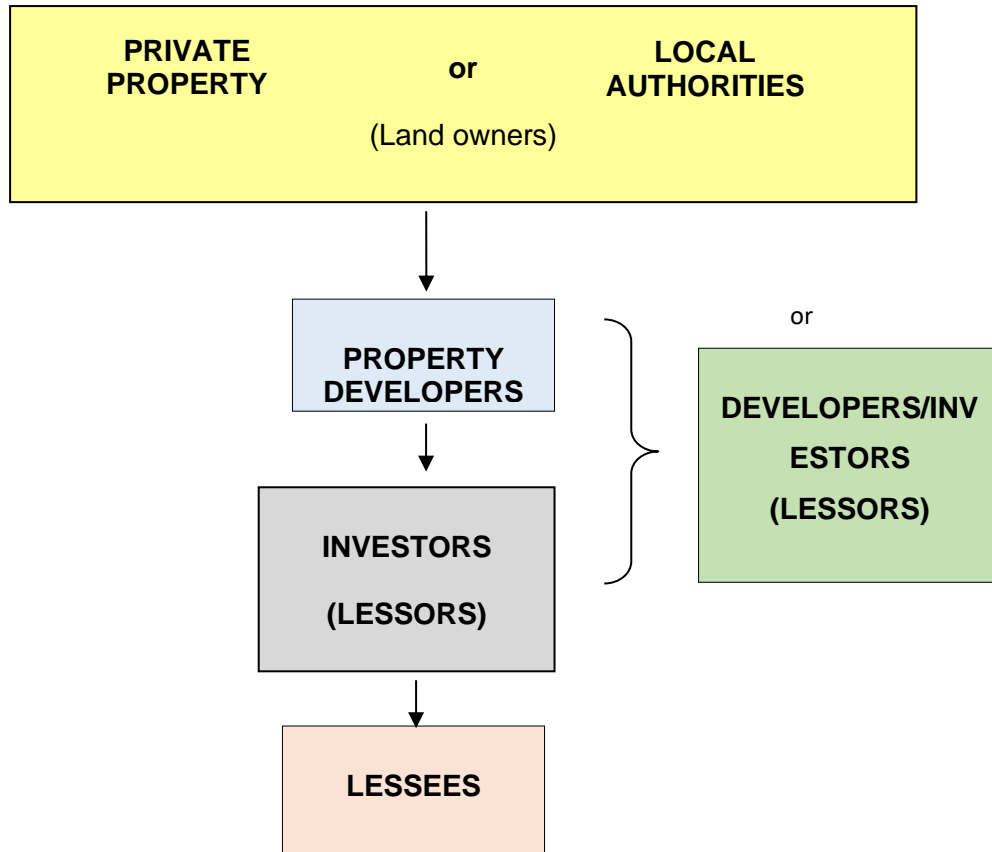 PRIVATE
PROPERTY
or
LOCAL
AUTHORITIES
(Land owners)
PROPERTY
DEVELOPERS
INVESTORS
(LESSORS)
or
DEVELOPERS/INV
ESTORS
(LESSORS)
LESSEES